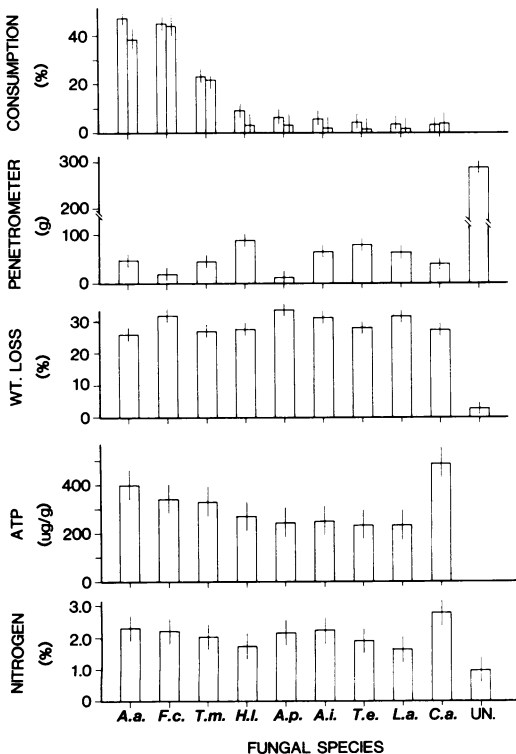 CONSUMPTION
(%)
40
20
0
PENETROMETER
(g)
300
200
100
0
WT. LOSS
(%)
30
20
10
0
ATP
(ug/g)
400
200
0
NITROGEN
(%)
3.0
2.0
1.0
0
A.a. F.c. T.m. H.l. A.p. A.i. T.e. L.a. C.a. UN.
FUNGAL SPECIES